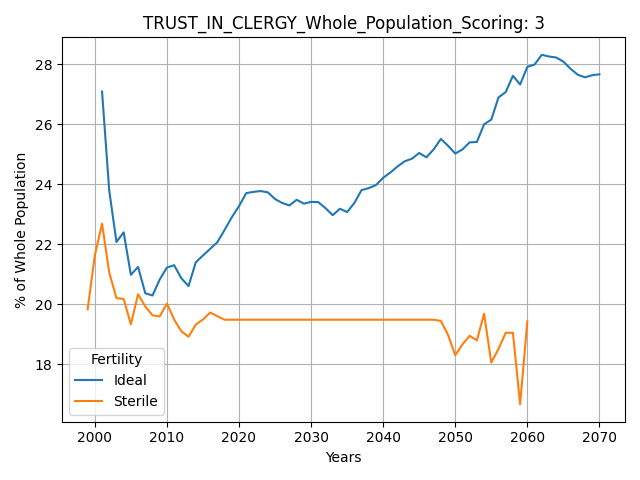 TRUST_IN_CLERGY_Whole_Population_Scoring: 3
% of Whole Population
28
26
24
22
20
18
Fertility
Ideal
Sterile
2000 2010 2020 2030 2040 2050 2060 2070
Years